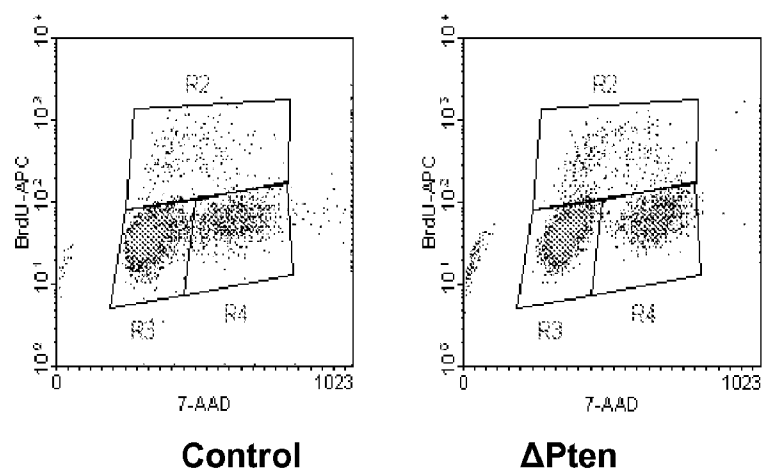 10⁴ 10⁴
R2 R2
10³ 10³
BrdU-APC BrdU-APC
10² 10²
10¹ 10¹
R3 R4 R3 R4
10⁰ 10⁰
0 1023 0 1023
7-AAD 7-AAD
Control ΔPten